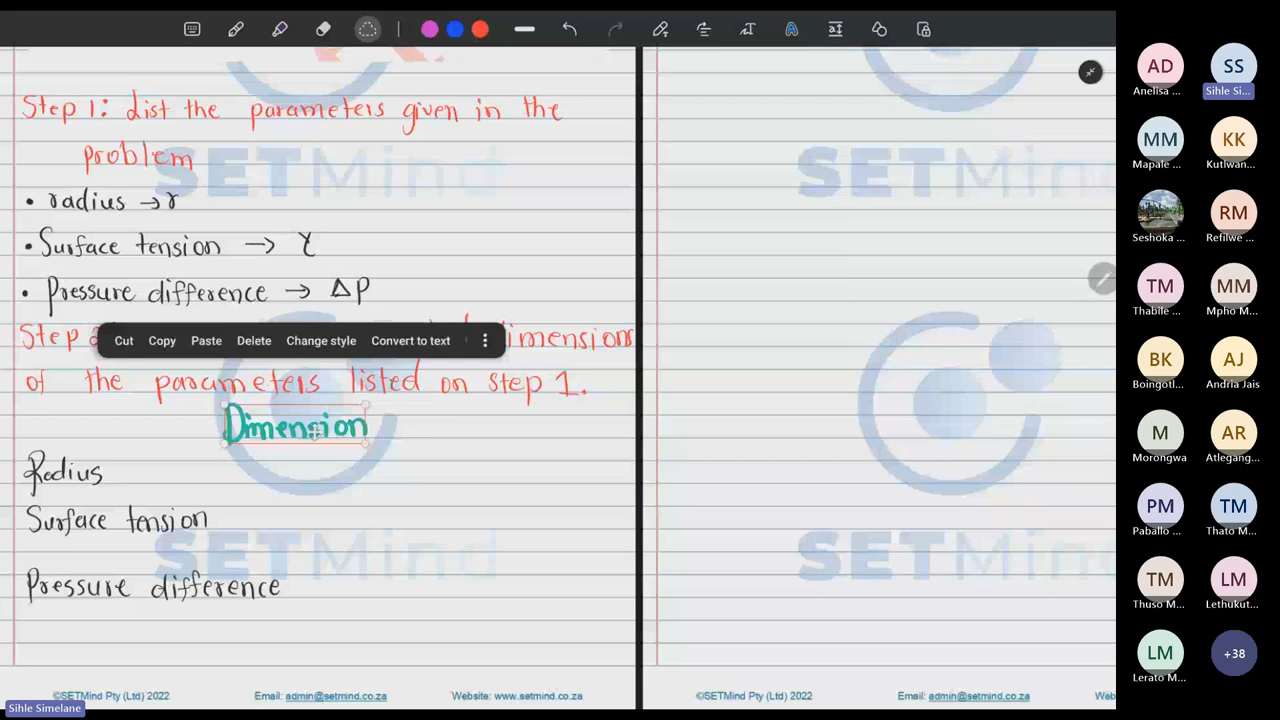 Step 1: List the parameters given in the
problem
• radius → r
• Surface tension → γ
• Pressure difference → ΔP
Step
dimensions
Cut Copy Paste Delete Change style Convert to text
of the parameters listed on step 1.
Dimension
Radius
Surface tension
Pressure difference
SETMind
SETMind
SETMind
SETMind
©SETMind Pty (Ltd) 2022 Email: admin@setmind.co.za Website: www.setmind.co.za
©SETMind Pty (Ltd) 2022 Email: admin@setmind.co.za Web
Sihle Simelane
AD SS
Anelisa ... Sihle Si...
MM KK
Mapale ... Kutlwan...
RM
Seshoka ... Refilwe ...
TM MM
Thabile ... Mpho M...
BK AJ
Boingotl... Andria Jais
M AR
Morongwa Atlegang...
PM TM
Paballo ... Thato M...
TM LM
Thuso M... Lethukut...
LM +38
Lerato M...